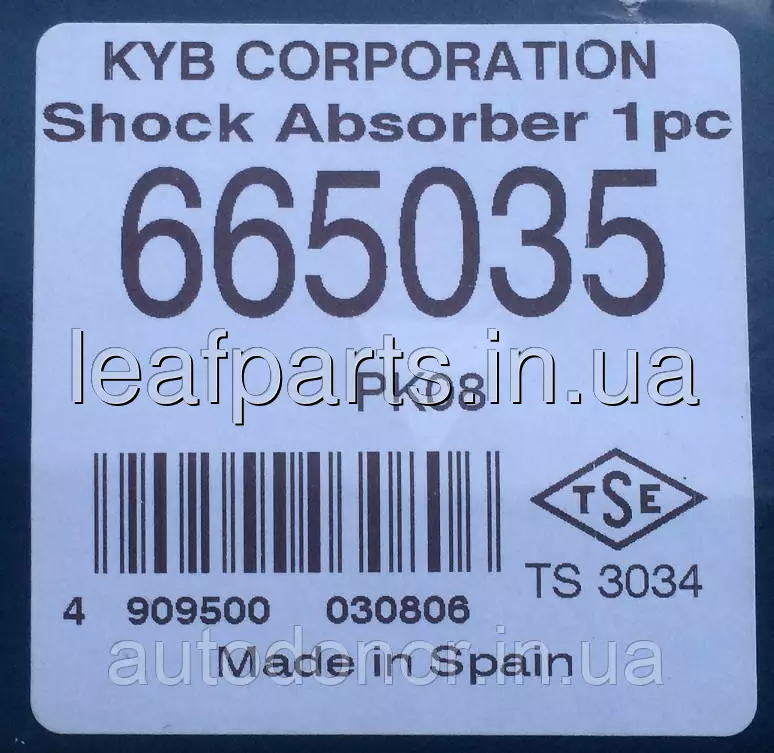 KYB CORPORATION
Shock Absorber 1pc
665035
leafparts.in.ua
PK08
TSE
TS 3034
4 909500 030806
autodonor.in.ua
Made in Spain